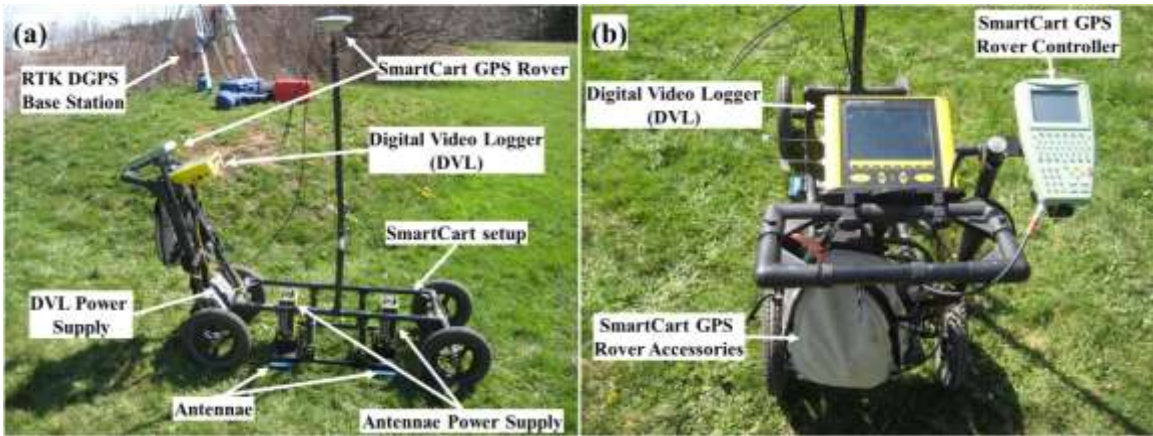 (a)
RTK DGPS
Base Station
SmartCart GPS Rover
Digital Video Logger
(DVL)
SmartCart setup
DVL Power
Supply
Antennae
Antennae Power Supply
(b)
SmartCart GPS
Rover Controller
Digital Video Logger
(DVL)
SmartCart GPS
Rover Accessories